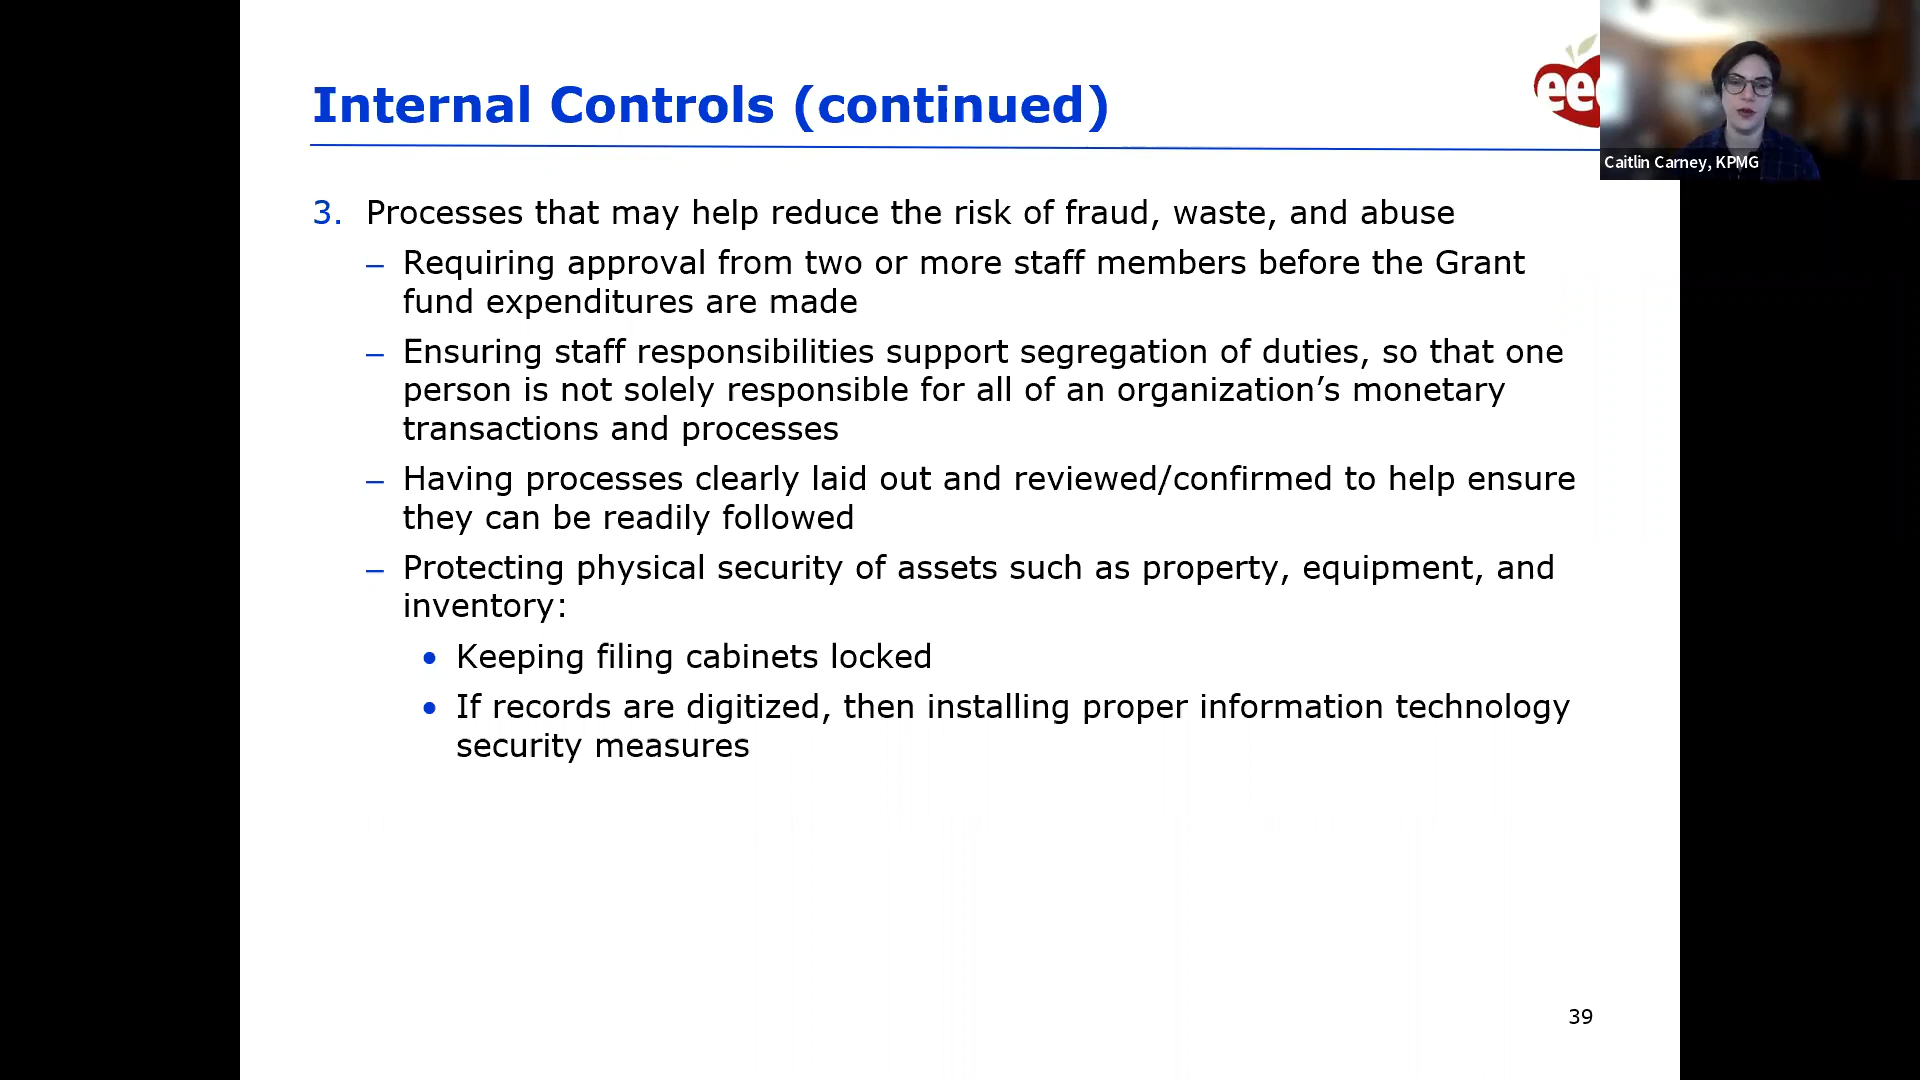 Internal Controls (continued)
eec
Caitlin Carney, KPMG
3. Processes that may help reduce the risk of fraud, waste, and abuse
– Requiring approval from two or more staff members before the Grant
fund expenditures are made
– Ensuring staff responsibilities support segregation of duties, so that one
person is not solely responsible for all of an organization’s monetary
transactions and processes
– Having processes clearly laid out and reviewed/confirmed to help ensure
they can be readily followed
– Protecting physical security of assets such as property, equipment, and
inventory:
• Keeping filing cabinets locked
• If records are digitized, then installing proper information technology
security measures
39